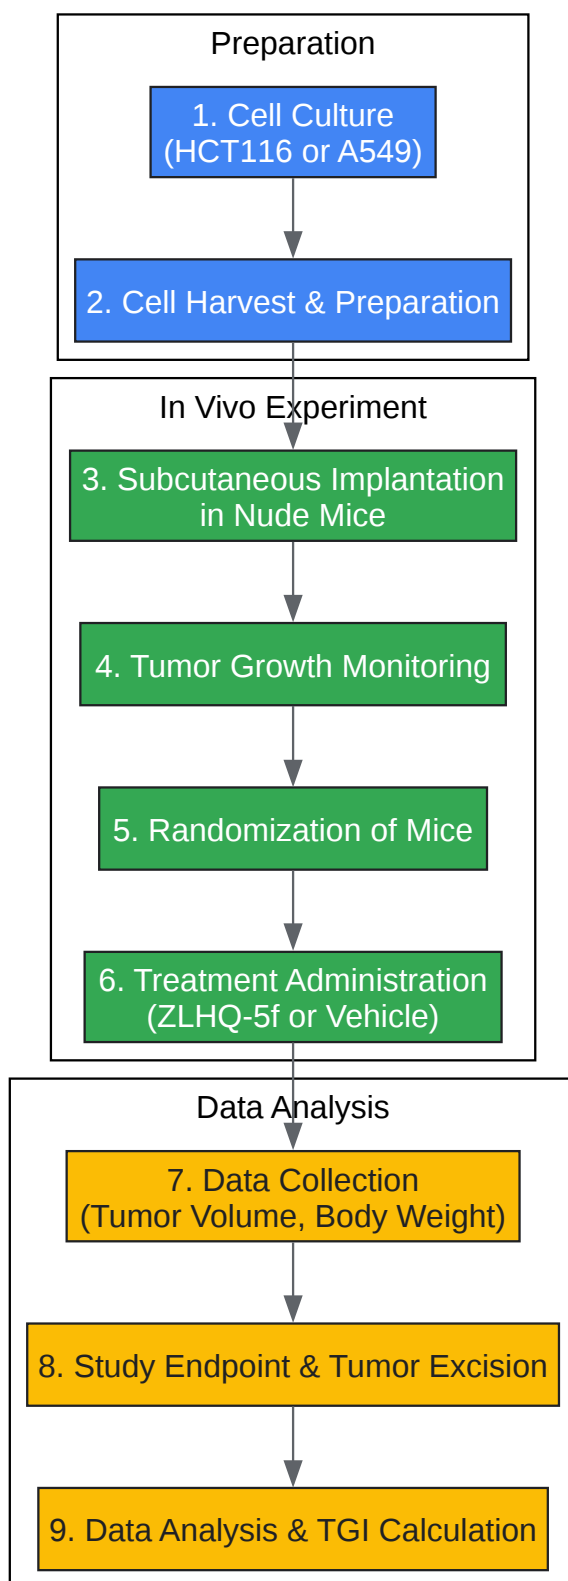 Preparation
1. Cell Culture
(HCT116 or A549)
2. Cell Harvest & Preparation
In Vivo Experiment
3. Subcutaneous Implantation
in Nude Mice
4. Tumor Growth Monitoring
5. Randomization of Mice
6. Treatment Administration
(ZLHQ-5f or Vehicle)
Data Analysis
7. Data Collection
(Tumor Volume, Body Weight)
8. Study Endpoint & Tumor Excision
9. Data Analysis & TGI Calculation